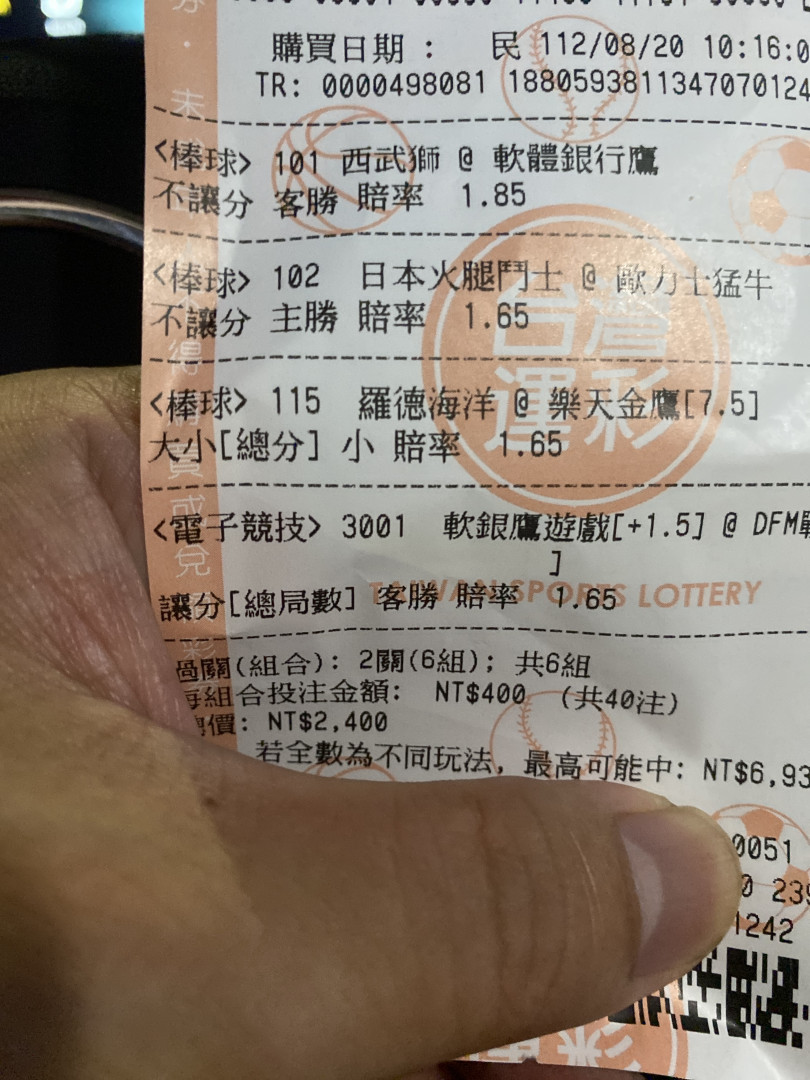 購買日期： 民 112/08/20 10:16:0
TR: 0000498081 1880593811347070124
<棒球> 101 西武獅 @ 軟體銀行鷹
不讓分 客勝 賠率 1.85
<棒球> 102 日本火腿鬥士 @ 歐力士猛牛
不讓分 主勝 賠率 1.65
<棒球> 115 羅德海洋 @ 樂天金鷹[7.5]
大小[總分] 小 賠率 1.65
<電子競技> 3001 軟銀鷹遊戲[+1.5] @ DFM戰
]
讓分[總局數] 客勝 賠率 1.65
TAIWAN SPORTS LOTTERY
台灣
運彩
過關(組合): 2關(6組); 共6組
每組合投注金額: NT$400 (共40注)
價: NT$2,400
若全數為不同玩法, 最高可能中: NT$6,93
0051
0 239
1242